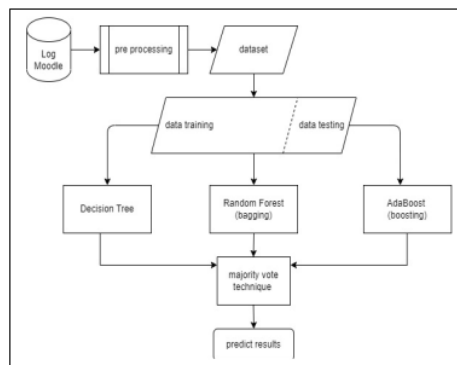 Log
Moodle
pre processing
dataset
data training
data testing
Decision Tree
Random Forest
(bagging)
AdaBoost
(boosting)
majority vote
technique
predict results